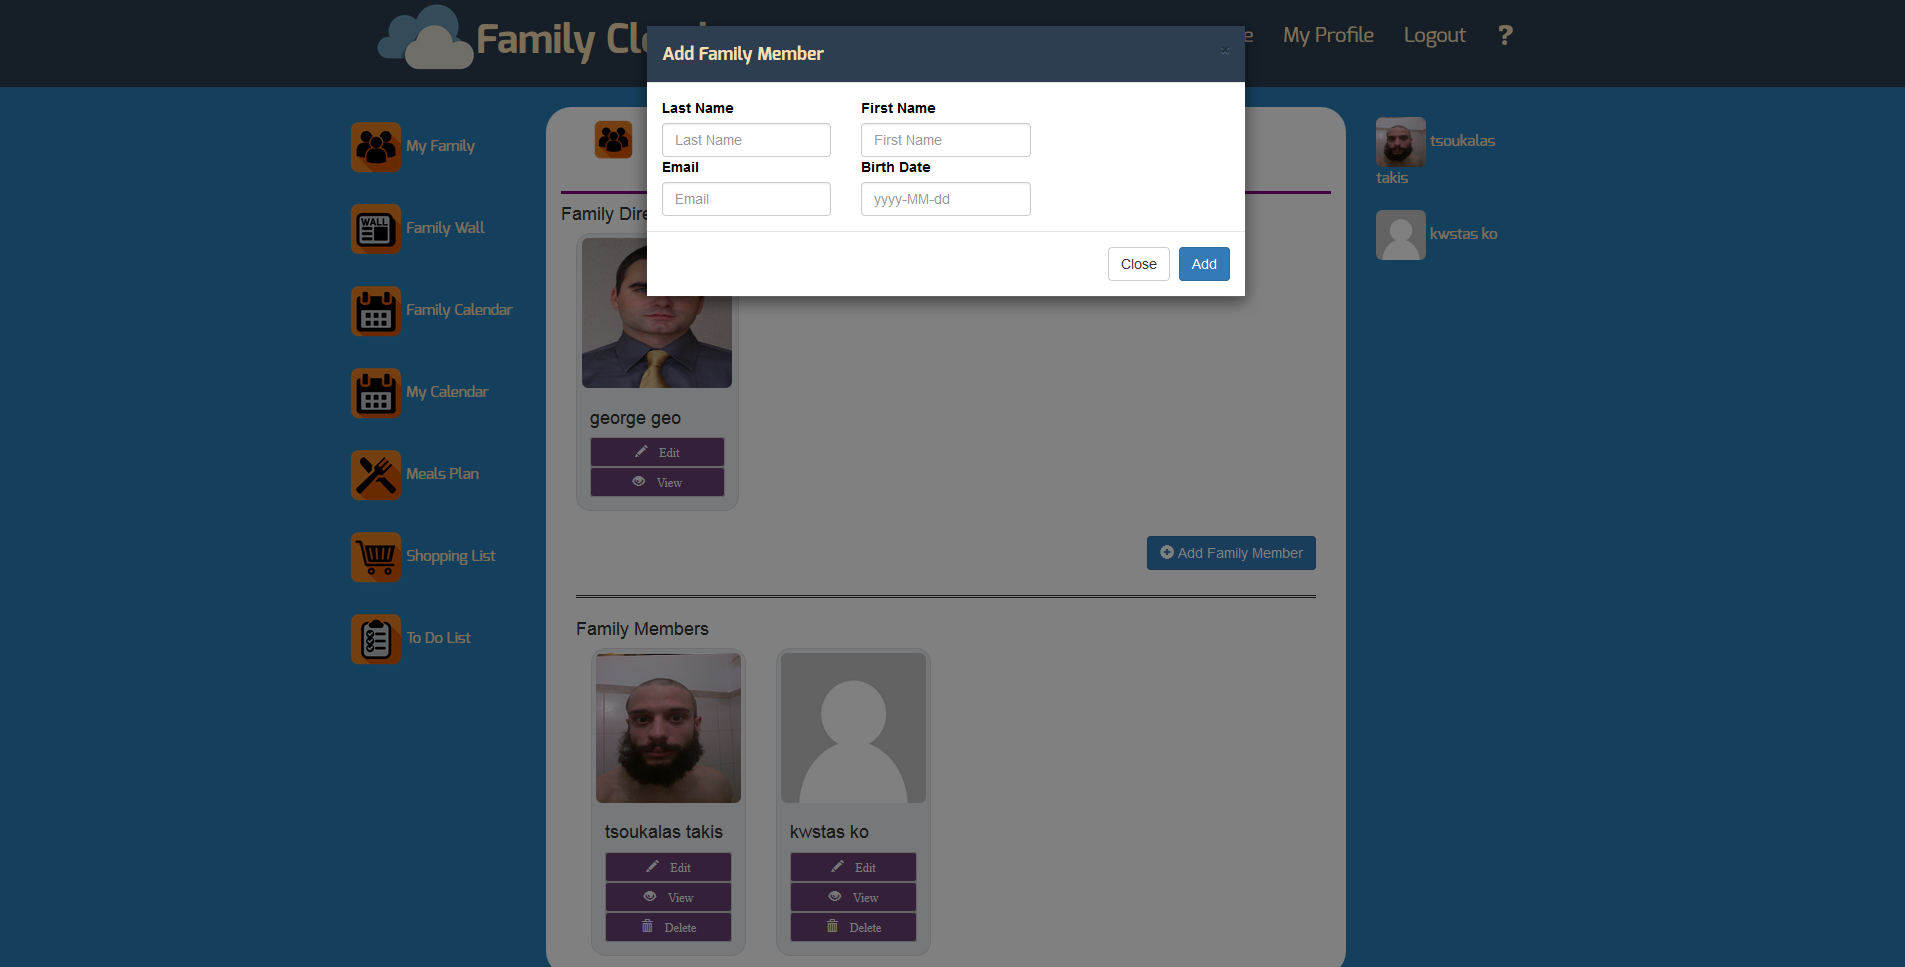 Family Cl
My Profile
Logout
?
Add Family Member
×
Last Name
First Name
Last Name
First Name
Email
Birth Date
Email
yyyy-MM-dd
Close
Add
My Family
WALL
Family Wall
Family Calendar
My Calendar
Meals Plan
Shopping List
To Do List
Family Dire
george geo
Edit
View
Add Family Member
Family Members
tsoukalas takis
Edit
View
Delete
kwstas ko
Edit
View
Delete
tsoukalas
takis
kwstas ko